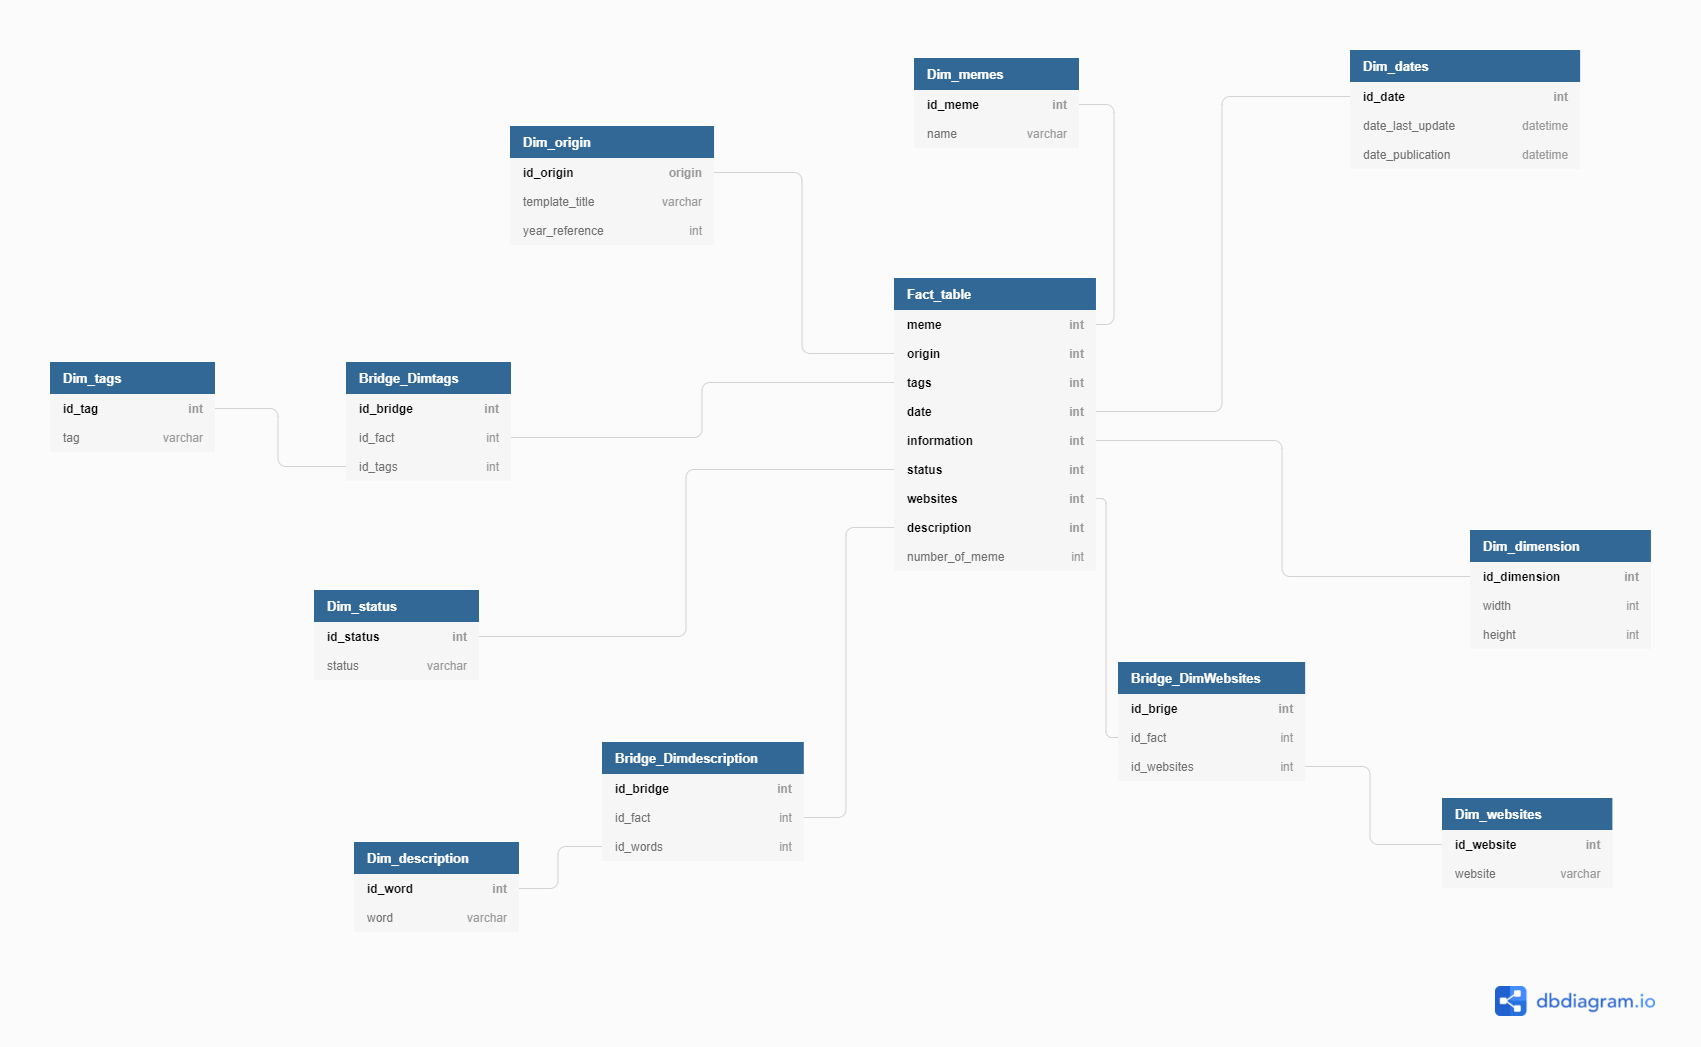 Dim_memes
id_meme int
name varchar
Dim_dates
id_date int
date_last_update datetime
date_publication datetime
Dim_origin
id_origin origin
template_title varchar
year_reference int
Fact_table
meme int
origin int
tags int
date int
information int
status int
websites int
description int
number_of_meme int
Dim_tags
id_tag int
tag varchar
Bridge_Dimtags
id_bridge int
id_fact int
id_tags int
Dim_status
id_status int
status varchar
Dim_dimension
id_dimension int
width int
height int
Bridge_DimWebsites
id_brige int
id_fact int
id_websites int
Bridge_Dimdescription
id_bridge int
id_fact int
id_words int
Dim_websites
id_website int
website varchar
Dim_description
id_word int
word varchar
dbdiagram.io